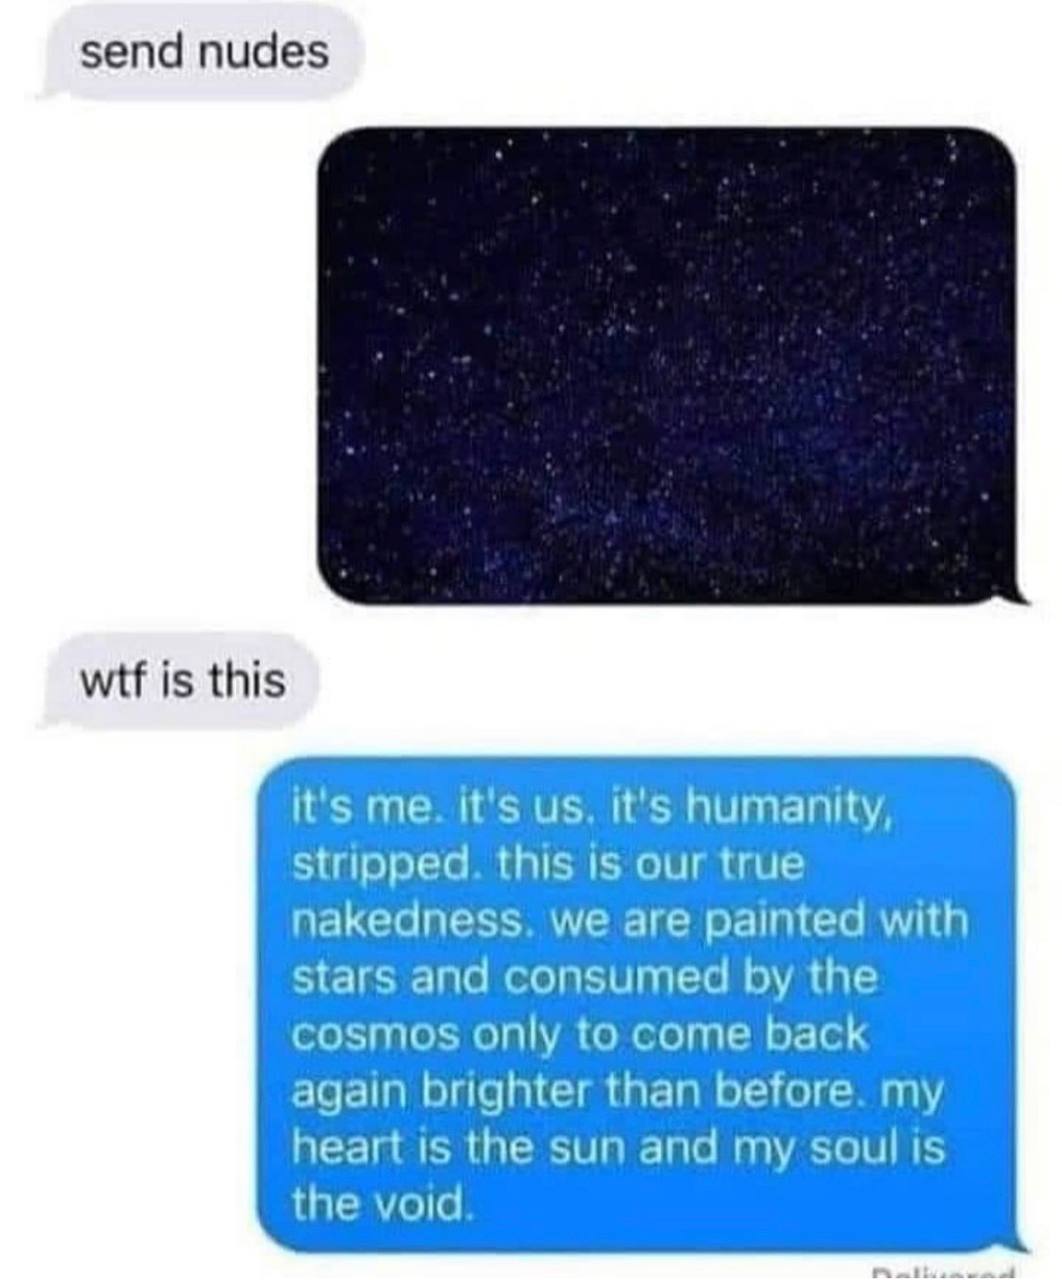 send nudes
wtf is this
it's me. it's us. it's humanity,
stripped. this is our true
nakedness. we are painted with
stars and consumed by the
cosmos only to come back
again brighter than before. my
heart is the sun and my soul is
the void.
Delivered